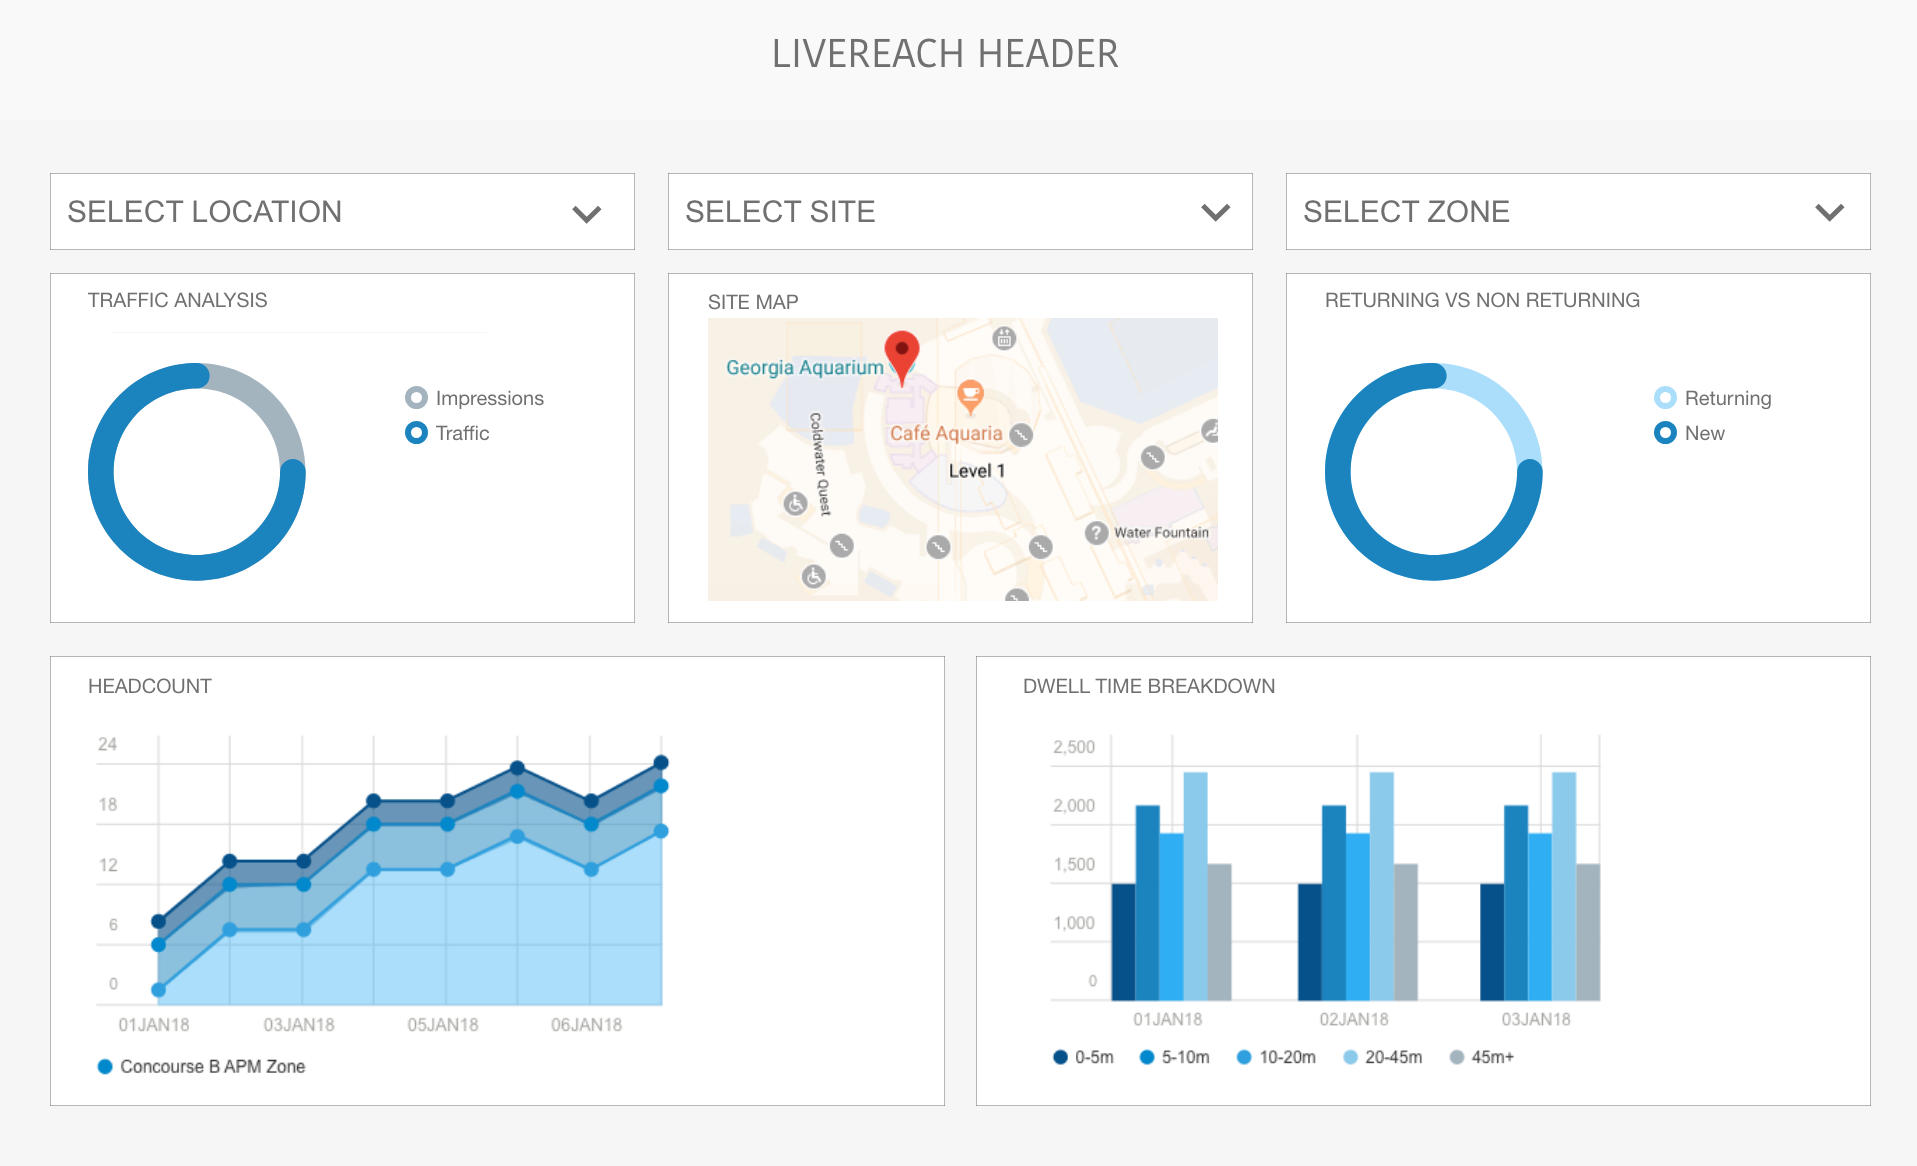 LIVEREACH HEADER
SELECT LOCATION
SELECT SITE
SELECT ZONE
TRAFFIC ANALYSIS
Impressions
Traffic
SITE MAP
Georgia Aquarium
Café Aquaria
Level 1
Coldwater Quest
Water Fountain
RETURNING VS NON RETURNING
Returning
New
HEADCOUNT
24
18
12
6
0
01JAN18 03JAN18 05JAN18 06JAN18
Concourse B APM Zone
DWELL TIME BREAKDOWN
2,500
2,000
1,500
1,000
0
01JAN18 02JAN18 03JAN18
0-5m 5-10m 10-20m 20-45m 45m+